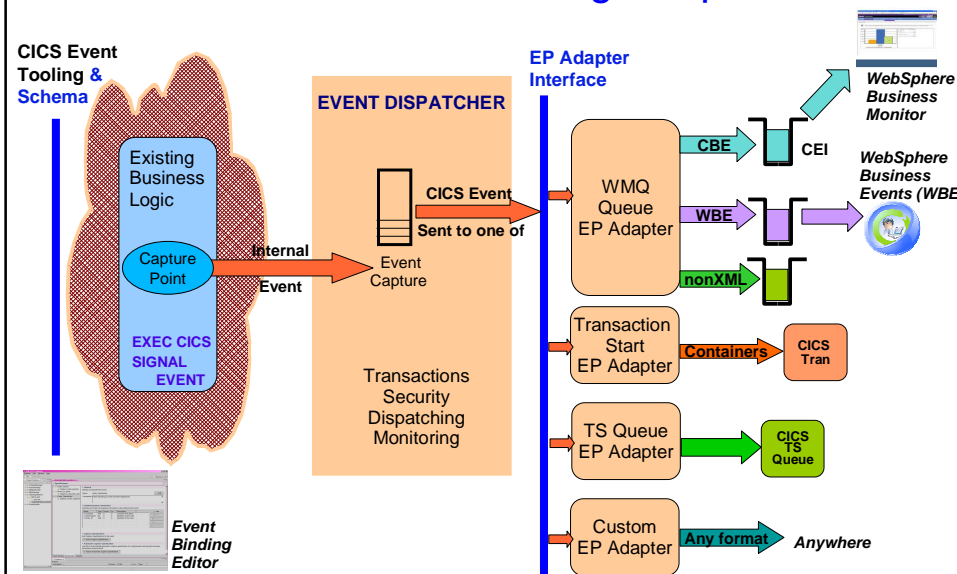 CICS Event
Tooling &
Schema
Existing
Business
Logic
Capture
Point
EXEC CICS
SIGNAL
EVENT
Internal
Event
EVENT DISPATCHER
CICS Event
Sent to one of
Event
Capture
Transactions
Security
Dispatching
Monitoring
EP Adapter
Interface
WMQ
Queue
EP Adapter
CBE
CEI
WebSphere
Business
Monitor
WBE
WebSphere
Business
Events (WBE
nonXML
Transaction
Start
EP Adapter
Containers
CICS
Tran
TS Queue
EP Adapter
CICS
TS
Queue
Custom
EP Adapter
Any format
Anywhere
Event
Binding
Editor